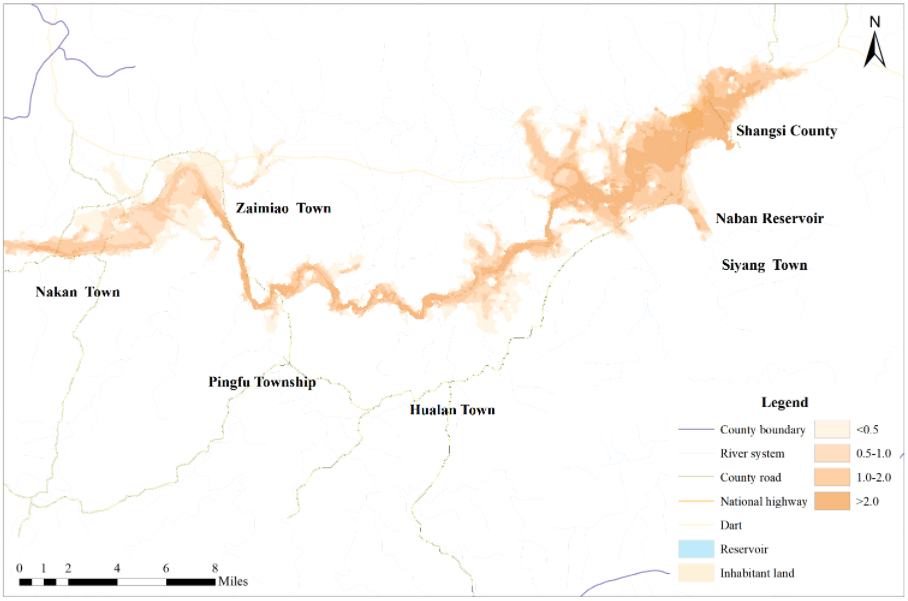 N
Shangsi County
Zaimiao Town
Naban Reservoir
Siyang Town
Nakan Town
Pingfu Township
Hualan Town
Legend
County boundary
River system
County road
National highway
Dart
Reservoir
Inhabitant land
<0.5
0.5-1.0
1.0-2.0
>2.0
0 1 2 4 6 8
Miles